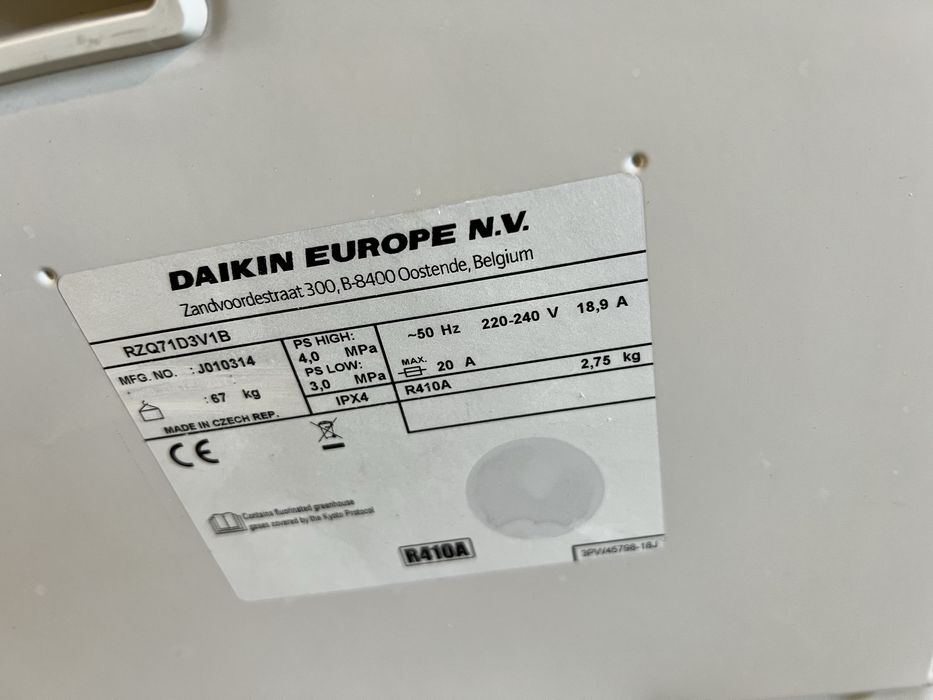 DAIKIN EUROPE N.V.
Zandvoordestraat 300, B-8400 Oostende, Belgium
RZQ71D3V1B
MFG. NO. : J010314
: 67 kg
MADE IN CZECH REP.
PS HIGH:
4,0 MPa
PS LOW:
3,0 MPa
IPX4
~50 Hz 220-240 V 18,9 A
MAX. 20 A
R410A 2,75 kg
CE
Contains fluorinated greenhouse
gases covered by the Kyoto Protocol
R410A
3PW45798-18J